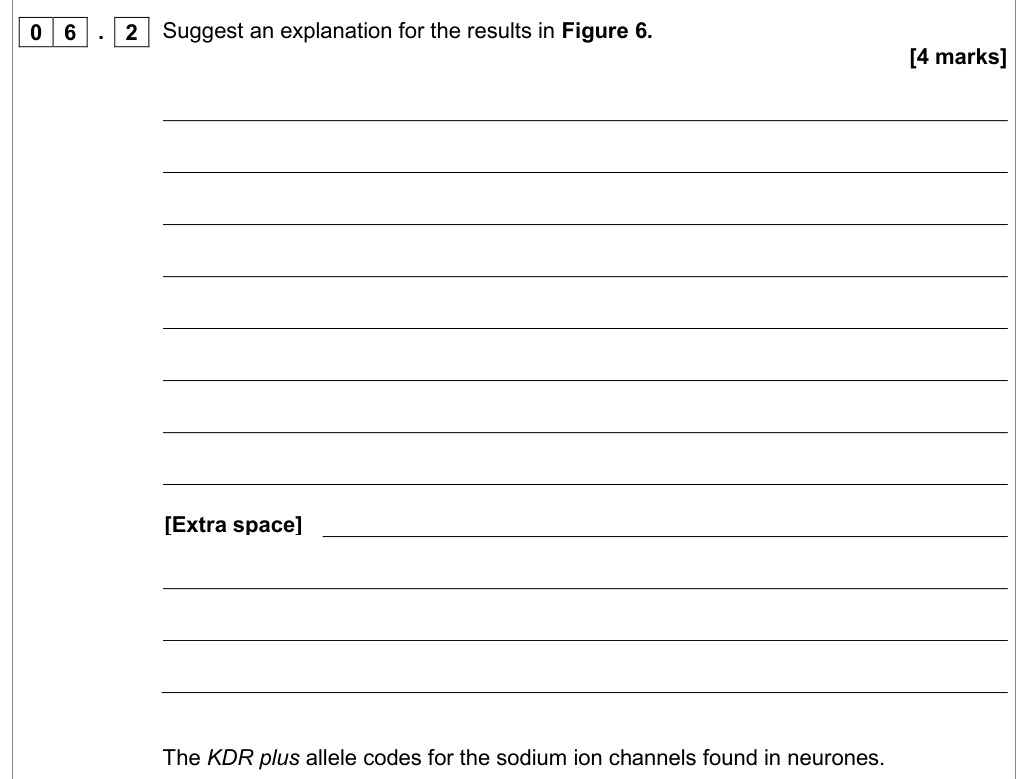 0 6 . 2 Suggest an explanation for the results in Figure 6.
[4 marks]
[Extra space]
The KDR plus allele codes for the sodium ion channels found in neurones.